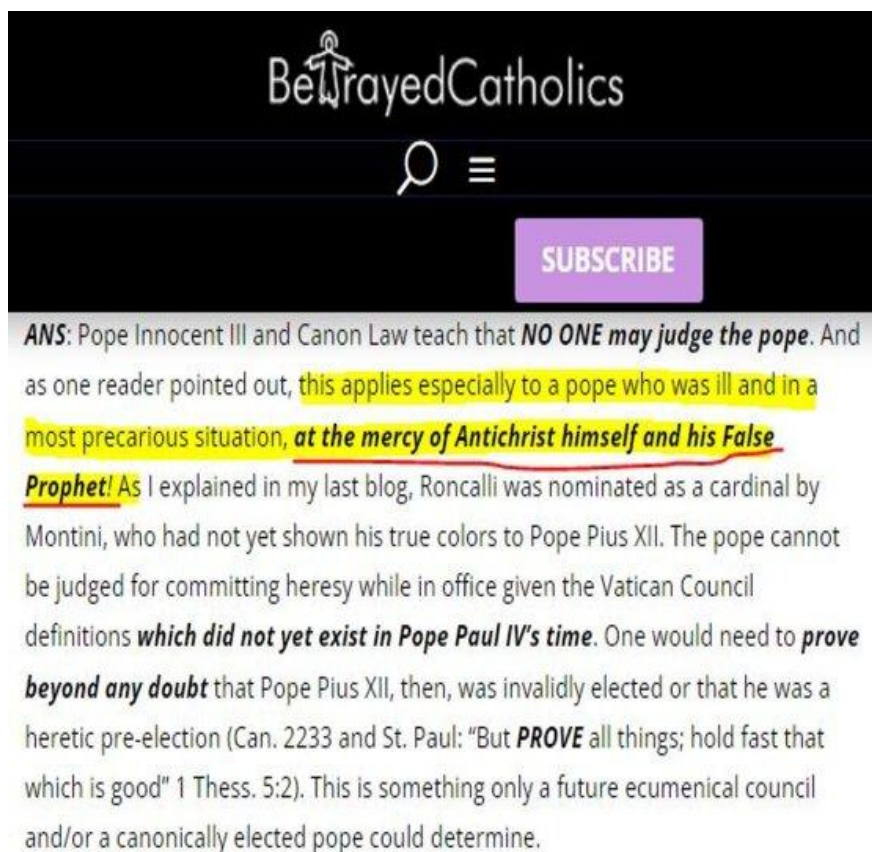 BetrayedCatholics
SUBSCRIBE
ANS: Pope Innocent III and Canon Law teach that NO ONE may judge the pope. And
as one reader pointed out, this applies especially to a pope who was ill and in a
most precarious situation, at the mercy of Antichrist himself and his False
Prophet! As I explained in my last blog, Roncalli was nominated as a cardinal by
Montini, who had not yet shown his true colors to Pope Pius XII. The pope cannot
be judged for committing heresy while in office given the Vatican Council
definitions which did not yet exist in Pope Paul IV's time. One would need to prove
beyond any doubt that Pope Pius XII, then, was invalidly elected or that he was a
heretic pre-election (Can. 2233 and St. Paul: “But PROVE all things; hold fast that
which is good” 1 Thess. 5:2). This is something only a future ecumenical council
and/or a canonically elected pope could determine.